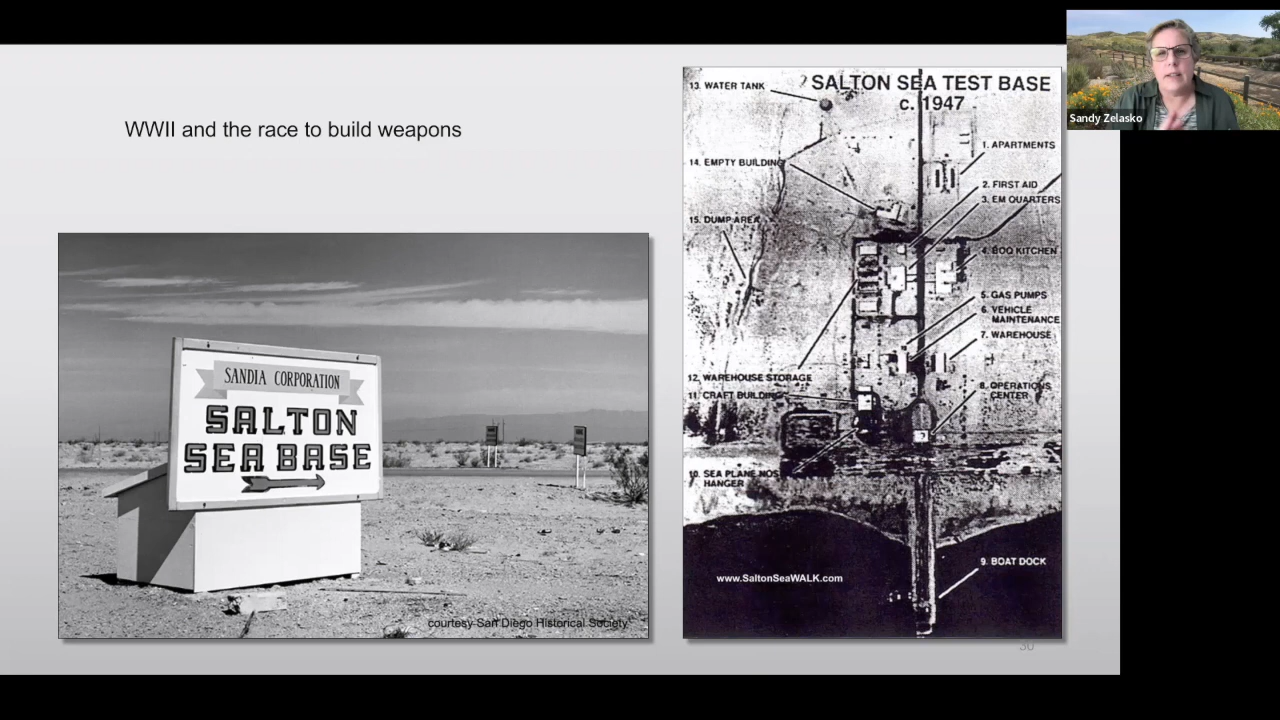 WWII and the race to build weapons
SANDIA CORPORATION
SALTON
SEA BASE
courtesy San Diego Historical Society
SALTON SEA TEST BASE
c. 1947
13. WATER TANK
1. APARTMENTS
14. EMPTY BUILDING
2. FIRST AID
3. EM QUARTERS
15. DUMP AREA
4. BOQ KITCHEN
5. GAS PUMPS
6. VEHICLE
MAINTENANCE
7. WAREHOUSE
12. WAREHOUSE STORAGE
8. OPERATIONS
CENTER
11. CRAFT BUILDING
10. SEA PLANE NOSE
HANGER
9. BOAT DOCK
www.SaltonSeaWALK.com
30
Sandy Zelasko